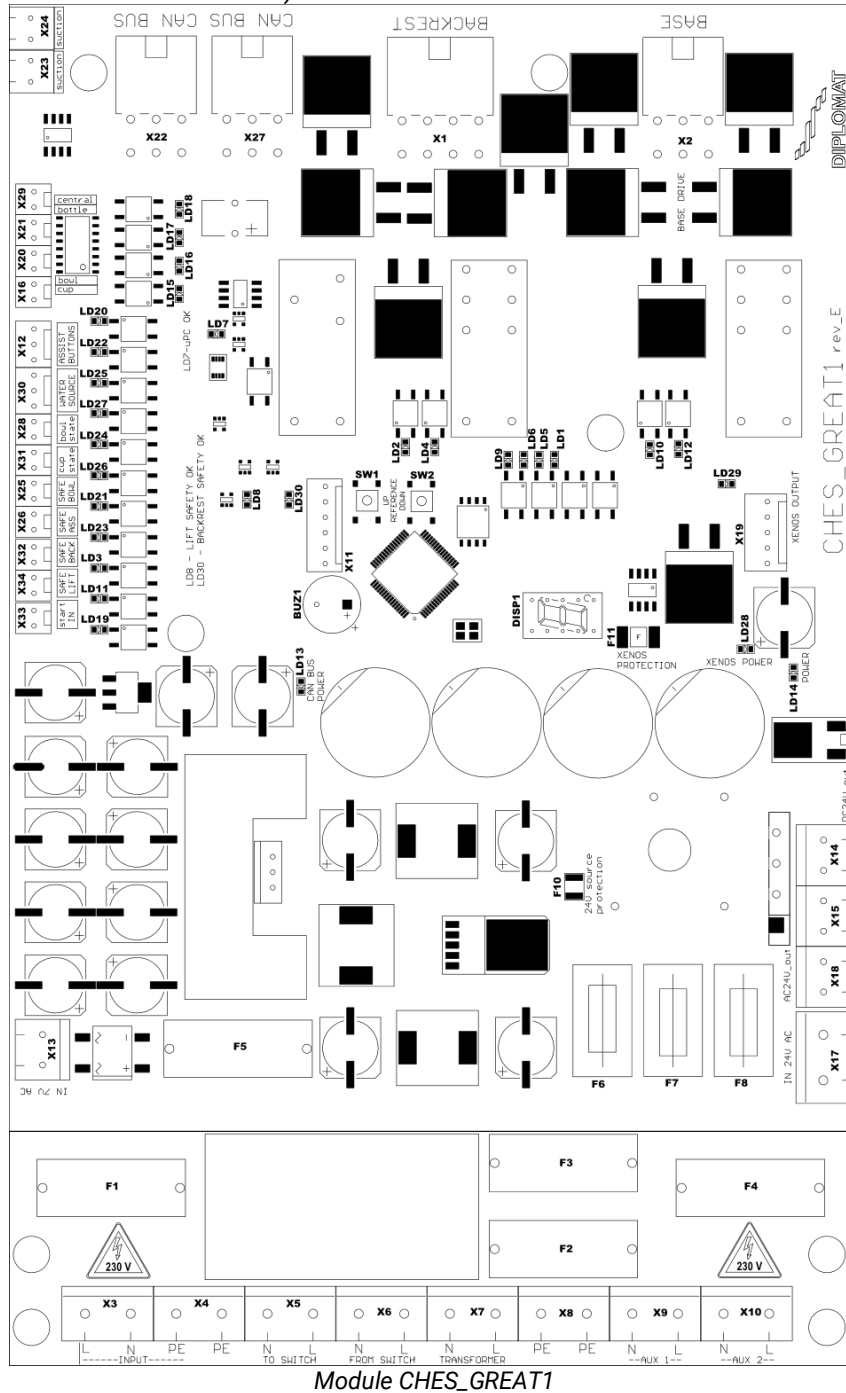 X24
suction
X23
suction
CAN BUS
CAN BUS
BACKREST
BASE
X22
X27
X1
X2
DIPLOMAT
X29
central
bottle
X21
X20
X16
bowl
cup
LD18
LD17
LD16
LD15
BASE DRIVE
CHES_GREAT1 rev_E
LD20
X12
ASSIST
BUTTONS
LD22
LD7
LD7-uPC OK
LD25
X30
WATER
SOURCE
LD27
X28
bowl
state
LD24
X31
cup
state
LD26
X25
SAFE
BOWL
LD21
X26
SAFE
ASS
LD23
X32
SAFE
BACK
LD3
X34
SAFE
LIFT
LD11
X33
start
IN
LD19
LD8 - LIFT SAFETY OK
LD30 - BACKREST SAFETY OK
LD8
LD30
LD2
LD4
LD9
LD6
LD5
LD1
LD10
LD12
LD29
SW1
SW2
UP
REFERENCE
DOWN
X11
X19
XENOS OUTPUT
BUZ1
DISP1
F11
F
XENOS
PROTECTION
LD28
XENOS POWER
LD14
POWER
LD13
CAN BUS
POWER
X14
F10
24V source
protection
X15
AC24V_out
X18
X13
IN 7V AC
F5
F6
F7
F8
IN 24V AC
X17
F1
F3
F4
F2
230 V
230 V
X3
X4
X5
X6
X7
X8
X9
X10
L N PE PE N L N L N L PE PE N L N L
------INPUT------ TO SWITCH FROM SWITCH TRANSFORMER --AUX 1-- --AUX 2--
Module CHES_GREAT1